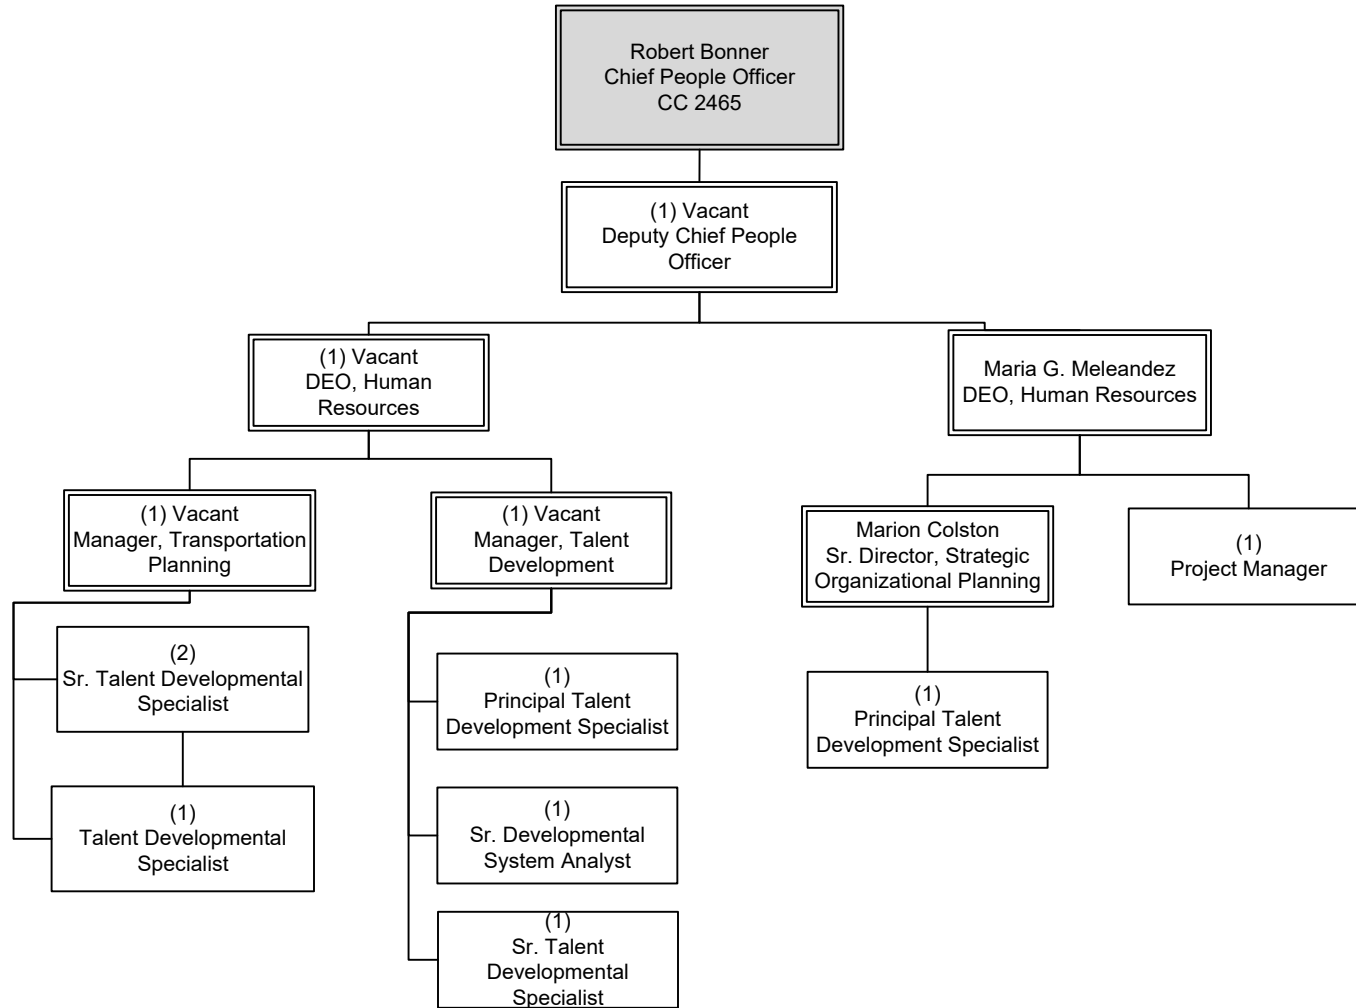 Robert Bonner
Chief People Officer
CC 2465
(1) Vacant
Deputy Chief People
Officer
(1) Vacant
DEO, Human
Resources
Maria G. Meleandez
DEO, Human Resources
(1) Vacant
Manager, Transportation
Planning
(1) Vacant
Manager, Talent
Development
Marion Colston
Sr. Director, Strategic
Organizational Planning
(1)
Project Manager
(2)
Sr. Talent Developmental
Specialist
(1)
Principal Talent
Development Specialist
(1)
Principal Talent
Development Specialist
(1)
Talent Developmental
Specialist
(1)
Sr. Developmental
System Analyst
(1)
Sr. Talent
Developmental
Specialist